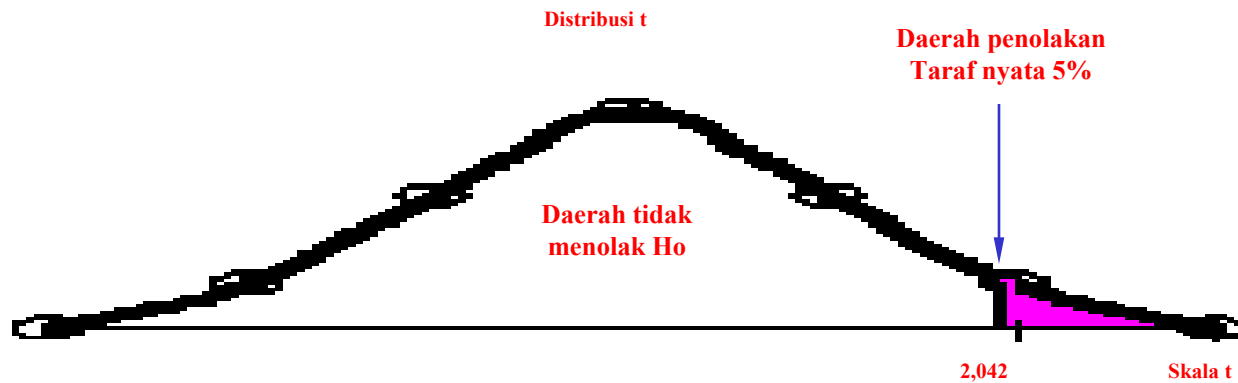 Distribusi t
Daerah penolakan
Taraf nyata 5%
Daerah tidak
menolak Ho
2,042
Skala t